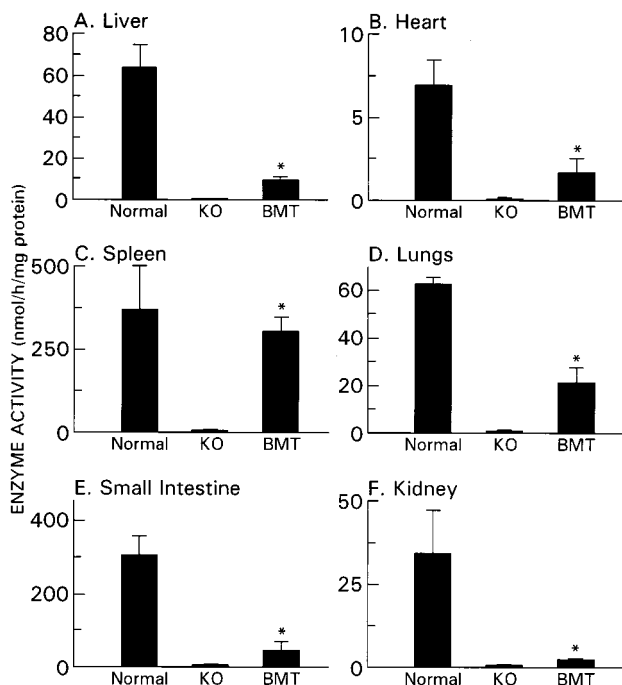 ENZYME ACTIVITY (nmol/h/mg protein)
A. Liver
80
60
40
20
0
Normal KO BMT
*
B. Heart
10
5
0
Normal KO BMT
*
C. Spleen
500
250
0
Normal KO BMT
*
D. Lungs
60
40
20
0
Normal KO BMT
*
E. Small Intestine
400
200
0
Normal KO BMT
*
F. Kidney
50
25
0
Normal KO BMT
*